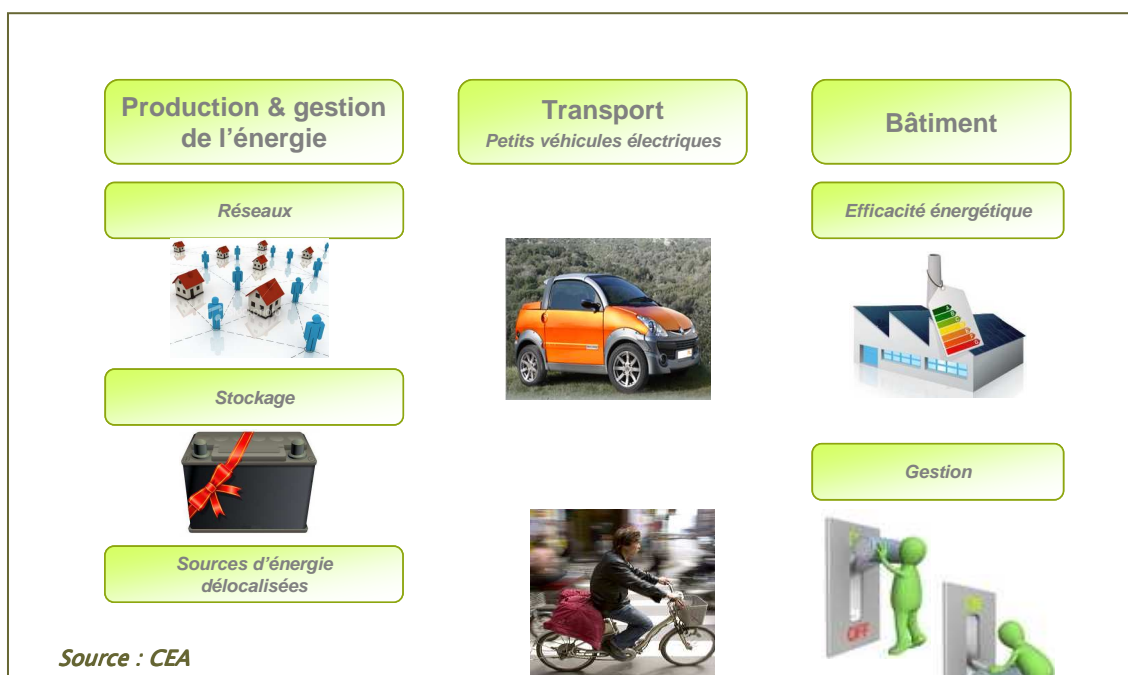 Production & gestion
de l'énergie
Réseaux
Stockage
Sources d'énergie
délocalisées
Transport
Petits véhicules électriques
Bâtiment
Efficacité énergétique
Gestion
OFF
Source : CEA